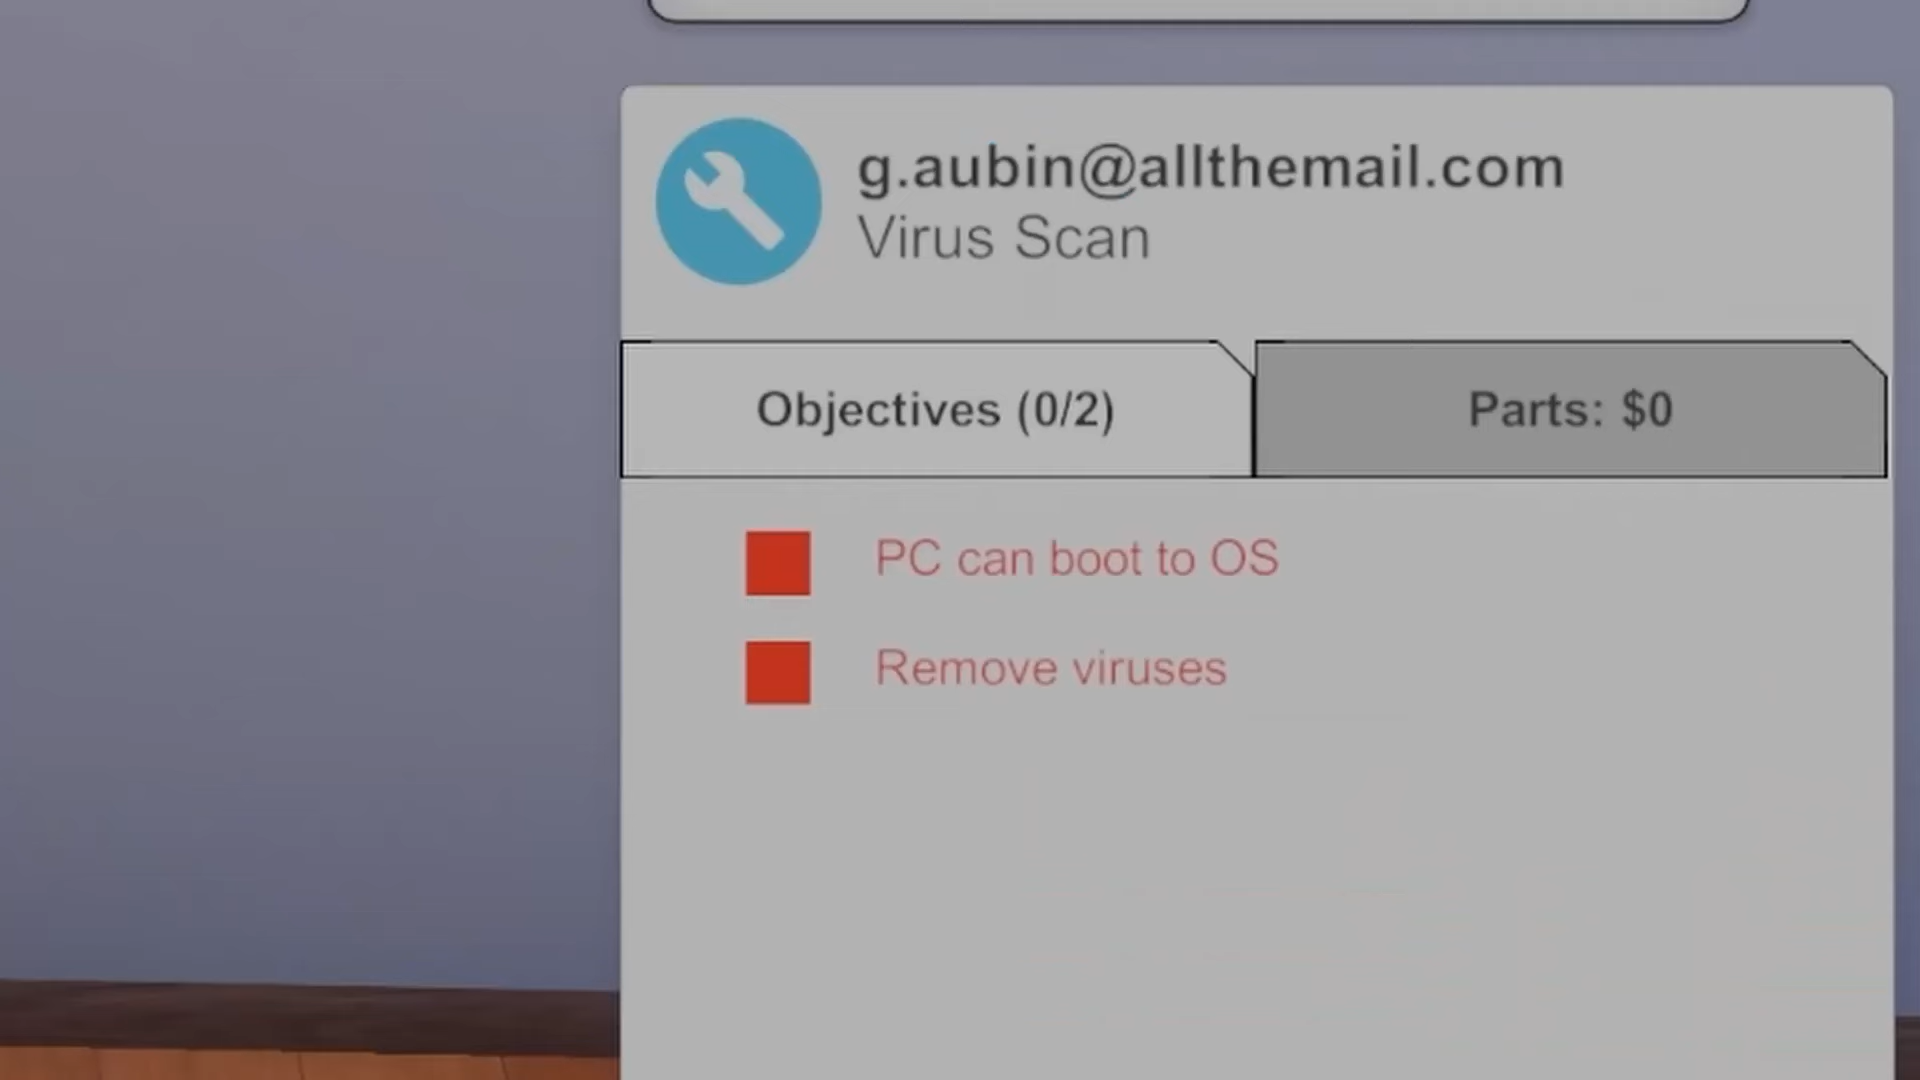 g.aubin@allthemail.com
Virus Scan
Objectives (0/2)
Parts: $0
PC can boot to OS
Remove viruses